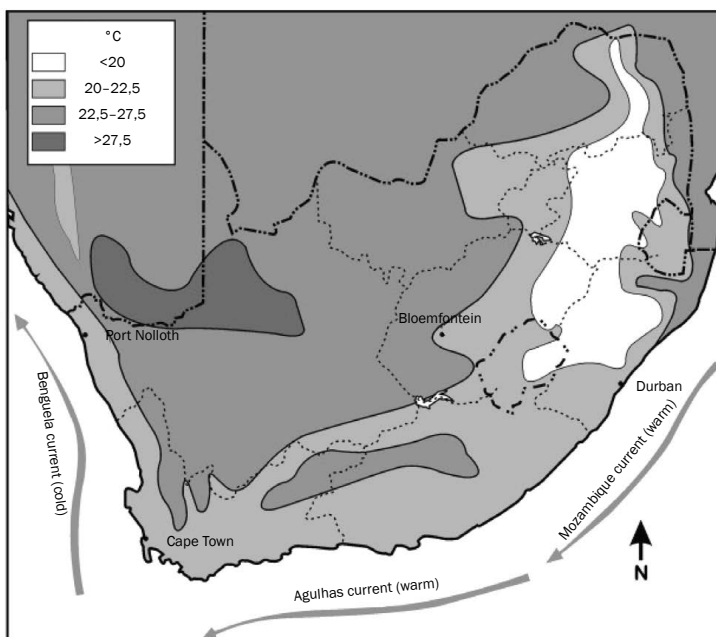 °C
<20
20–22,5
22,5–27,5
>27,5
Bloemfontein
Port Nolloth
Durban
Benguela current (cold)
Mozambique current (warm)
Cape Town
N
Agulhas current (warm)